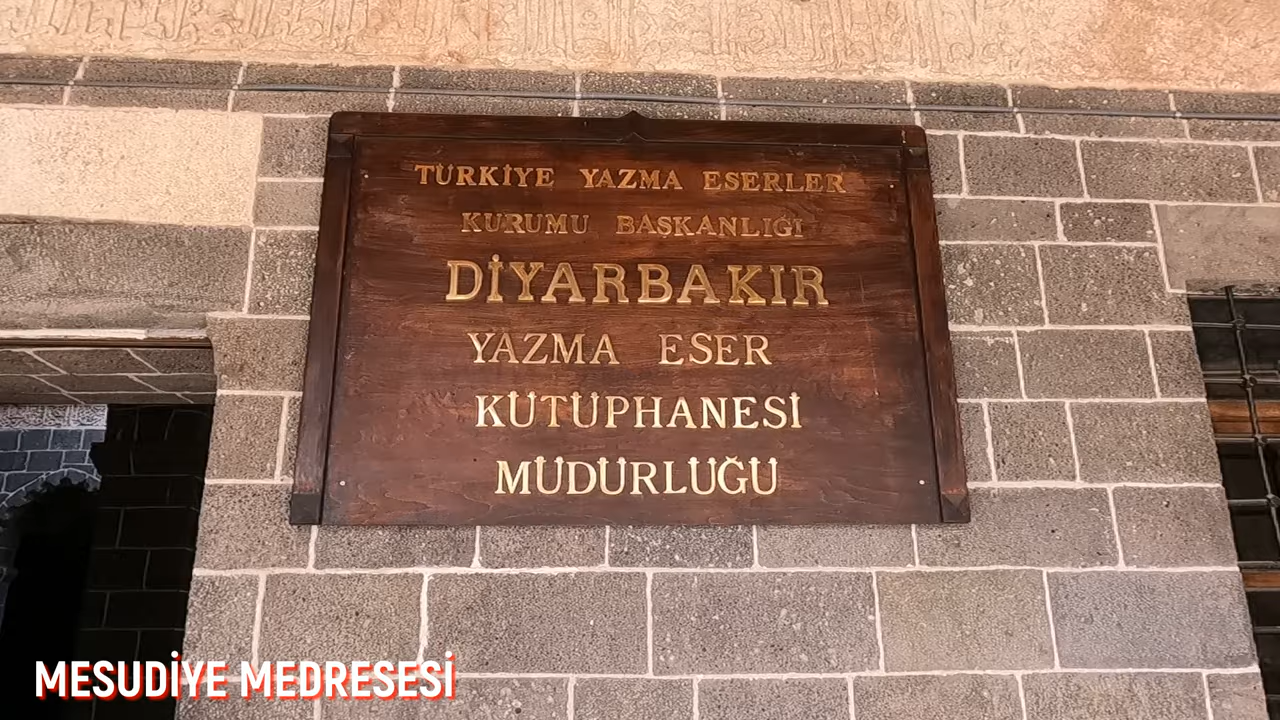 TÜRKİYE YAZMA ESERLER
KURUMU BAŞKANLIĞI
DİYARBAKIR
YAZMA ESER
KÜTÜPHANESİ
MÜDÜRLÜĞÜ
MESUDİYE MEDRESESİ